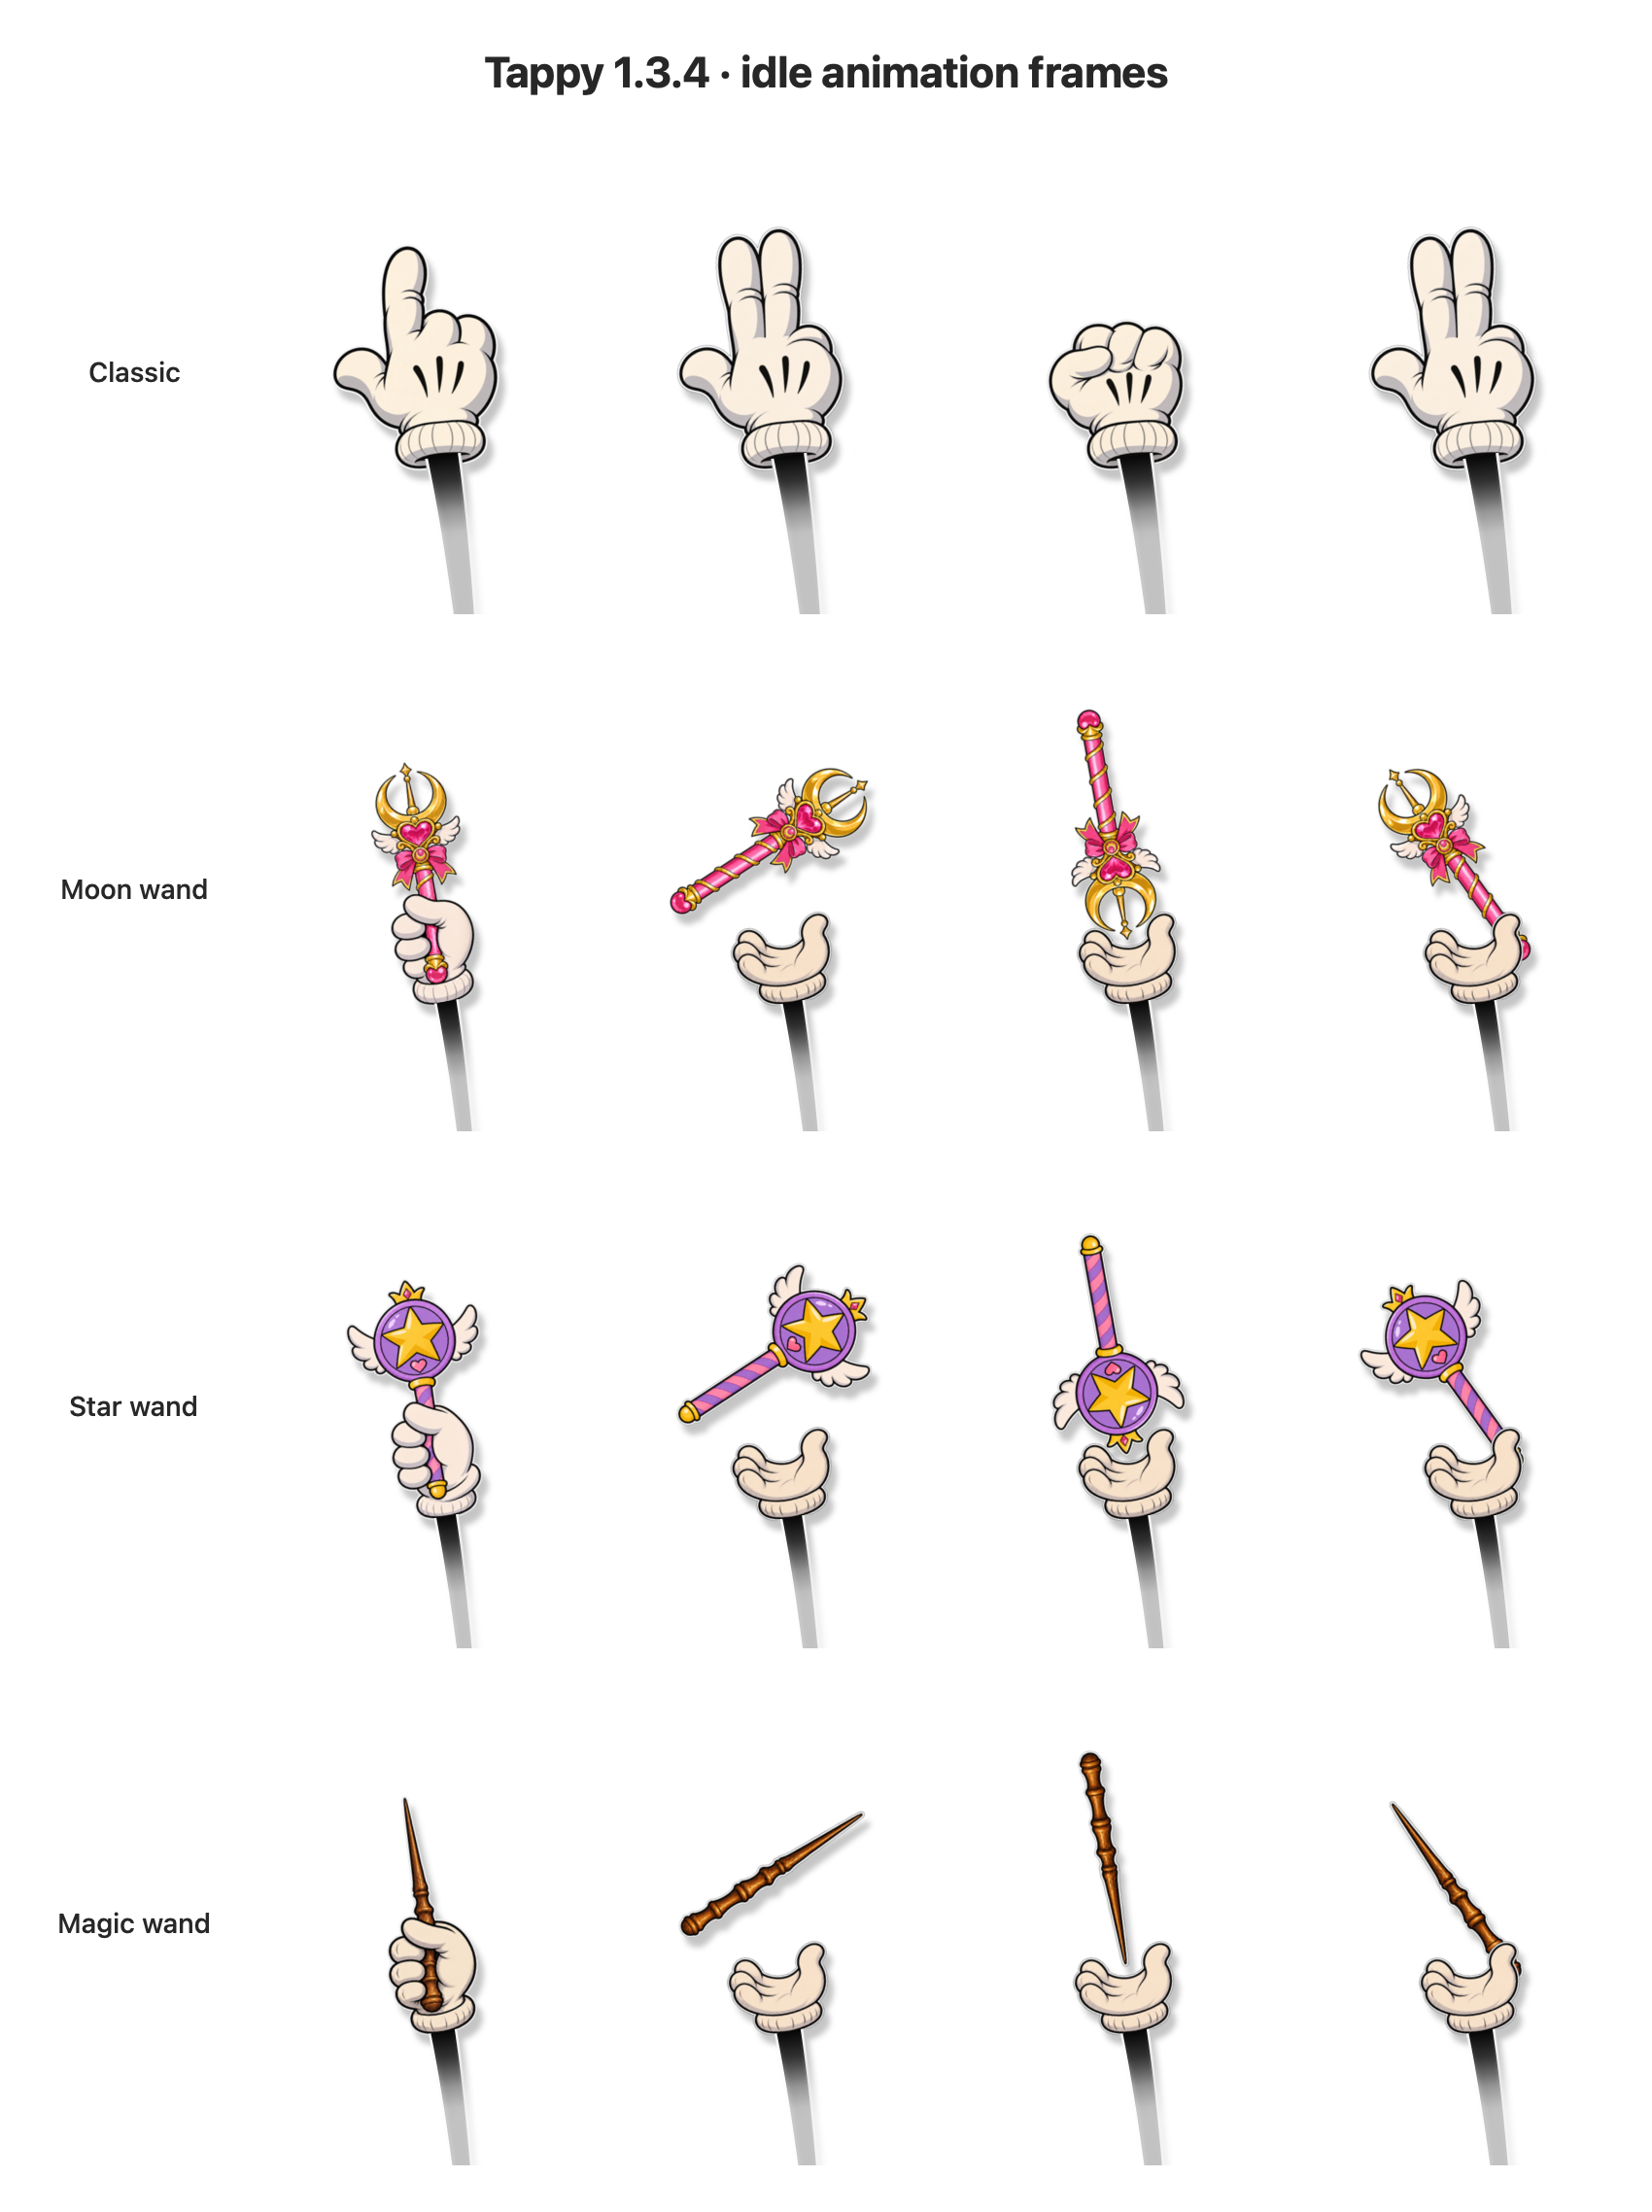 Tappy 1.3.4 · idle animation frames
Classic
Moon wand
Star wand
Magic wand